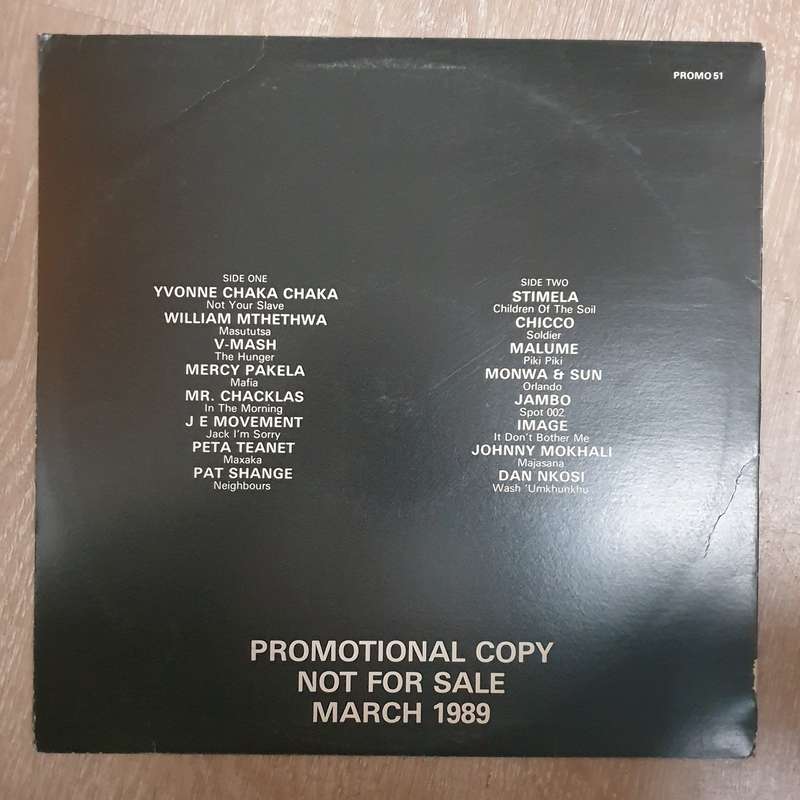 PROMO 51
SIDE ONE
YVONNE CHAKA CHAKA
Not Your Slave
WILLIAM MTHETHWA
Masututsa
V-MASH
The Hunger
MERCY PAKELA
Mafia
MR. CHACKLAS
In The Morning
J E MOVEMENT
Jack I'm Sorry
PETA TEANET
Maxaka
PAT SHANGE
Neighbours
SIDE TWO
STIMELA
Children Of The Soil
CHICCO
Soldier
MALUME
Piki Piki
MONWA & SUN
Orlando
JAMBO
Spot 002
IMAGE
It Don't Bother Me
JOHNNY MOKHALI
Majasana
DAN NKOSI
Wash 'Umkhunkhu
PROMOTIONAL COPY
NOT FOR SALE
MARCH 1989